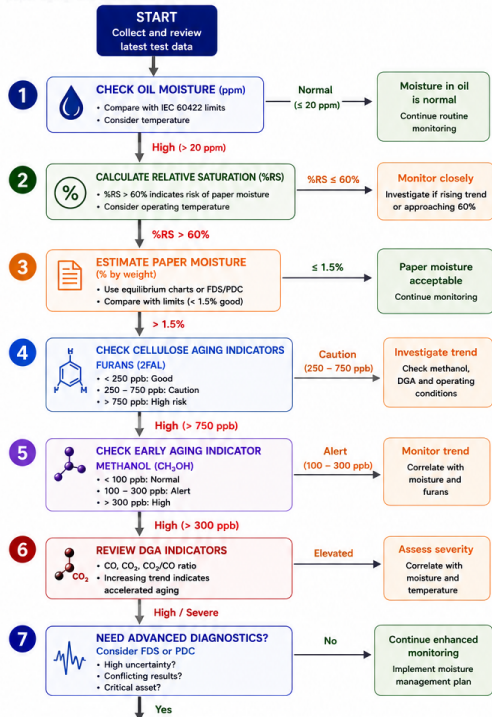 START
Collect and review
latest test data
1
CHECK OIL MOISTURE (ppm)
• Compare with IEC 60422 limits
• Consider temperature
Normal
(≤ 20 ppm)
Moisture in oil
is normal
Continue routine
monitoring
High (> 20 ppm)
2
%
CALCULATE RELATIVE SATURATION (%RS)
• %RS > 60% indicates risk of paper moisture
• Consider operating temperature
%RS ≤ 60%
Monitor closely
Investigate if rising trend
or approaching 60%
%RS > 60%
3
ESTIMATE PAPER MOISTURE
(% by weight)
• Use equilibrium charts or FDS/PDC
• Compare with limits (< 1.5% good)
≤ 1.5%
Paper moisture
acceptable
Continue monitoring
> 1.5%
4
H
H
M
CHECK CELLULOSE AGING INDICATORS
FURANS (2FAL)
• < 250 ppb: Good
• 250 – 750 ppb: Caution
• > 750 ppb: High risk
Caution
(250 – 750 ppb)
Investigate trend
Check methanol,
DGA and operating
conditions
High (> 750 ppb)
5
CHECK EARLY AGING INDICATOR
METHANOL (CH₃OH)
• < 100 ppb: Normal
• 100 – 300 ppb: Alert
• > 300 ppb: High
Alert
(100 – 300 ppb)
Monitor trend
Correlate with
moisture and
furans
High (> 300 ppb)
6
CO₂
REVIEW DGA INDICATORS
• CO, CO₂, CO₂/CO ratio
• Increasing trend indicates
accelerated aging
Elevated
Assess severity
Correlate with
moisture and
temperature
High / Severe
7
NEED ADVANCED DIAGNOSTICS?
Consider FDS or PDC
• High uncertainty?
• Conflicting results?
• Critical asset?
No
Continue enhanced
monitoring
Implement moisture
management plan
Yes